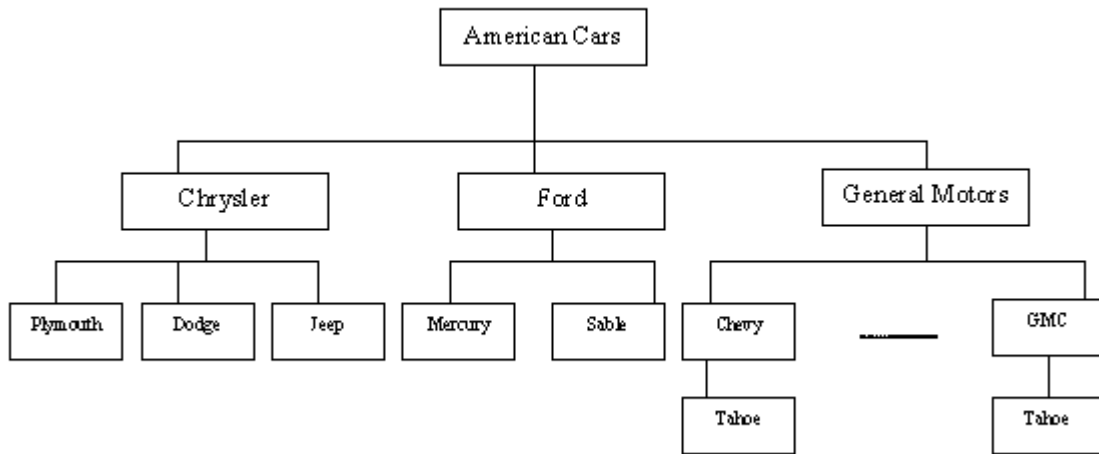 American Cars
Chrysler
Ford
General Motors
Plymouth
Dodge
Jeep
Mercury
Sable
Chevy
GMC
Tahoe
Tahoe